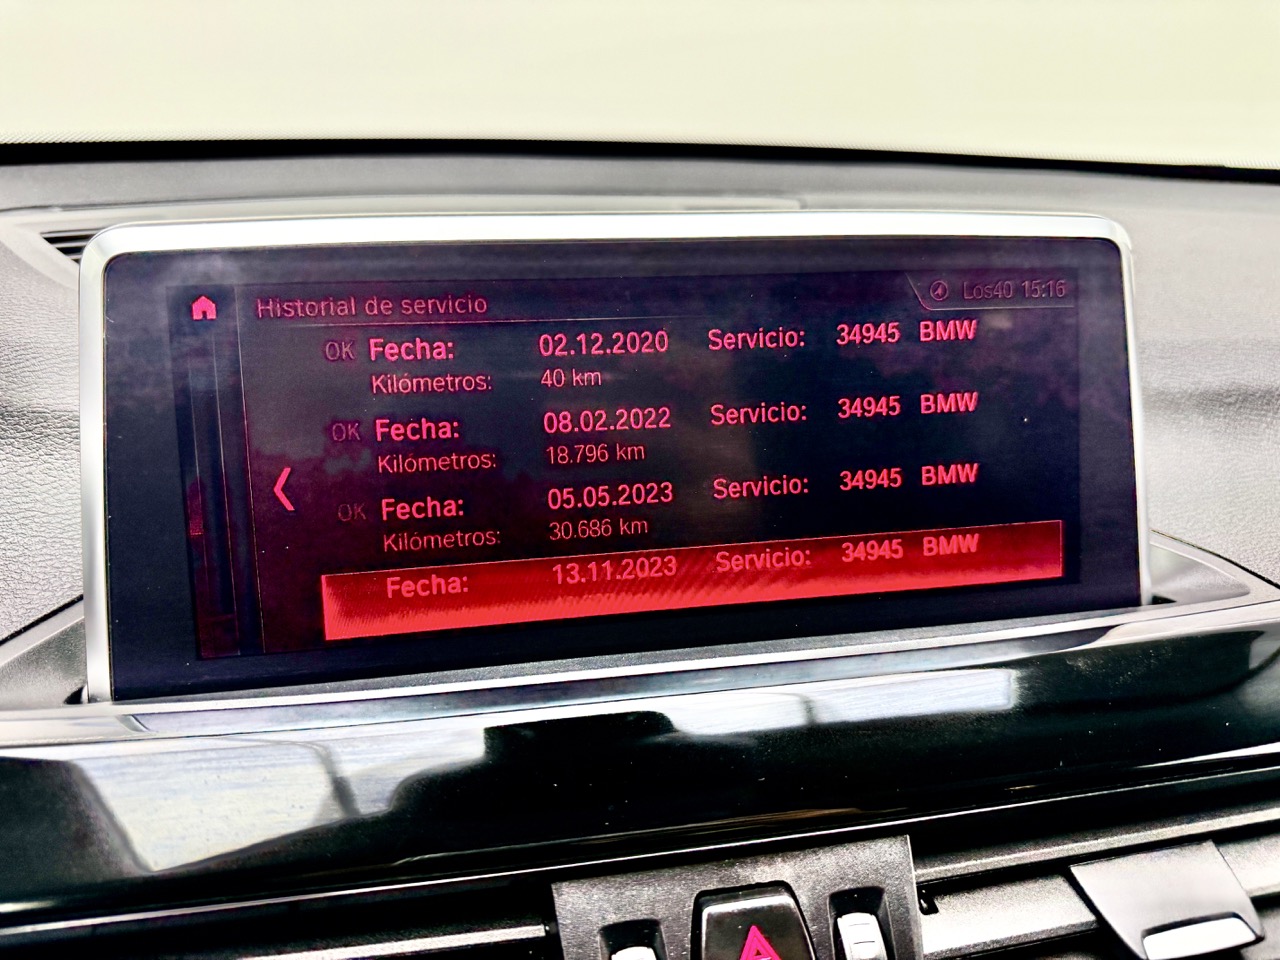 Historial de servicio
Los40 15:16
OK Fecha: 02.12.2020 Servicio: 34945 BMW
Kilómetros: 40 km
OK Fecha: 08.02.2022 Servicio: 34945 BMW
Kilómetros: 18.796 km
OK Fecha: 05.05.2023 Servicio: 34945 BMW
Kilómetros: 30.686 km
Fecha: 13.11.2023 Servicio: 34945 BMW